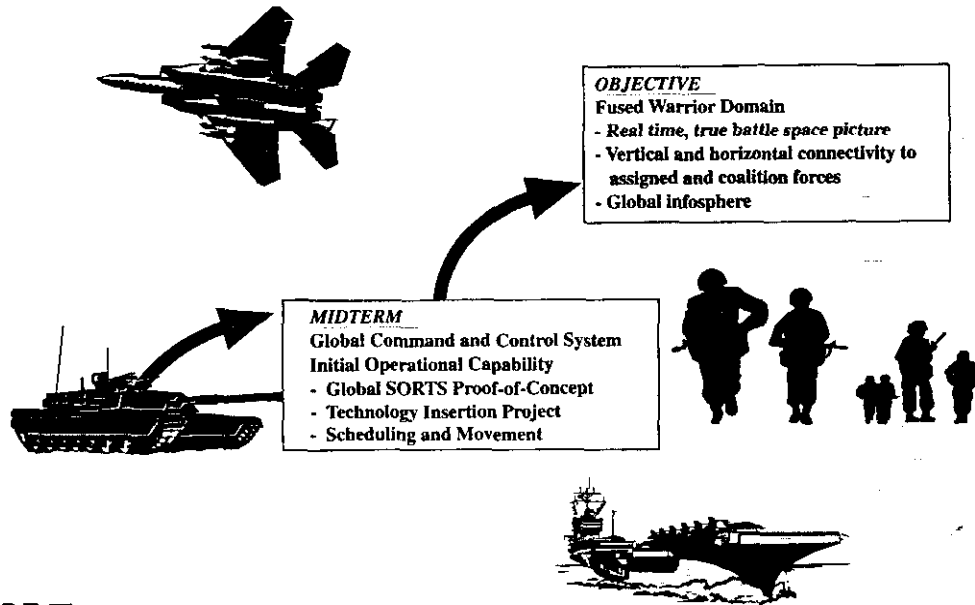 OBJECTIVE
Fused Warrior Domain
- Real time, true battle space picture
- Vertical and horizontal connectivity to
assigned and coalition forces
- Global infosphere
MIDTERM
Global Command and Control System
Initial Operational Capability
- Global SORTS Proof-of-Concept
- Technology Insertion Project
- Scheduling and Movement